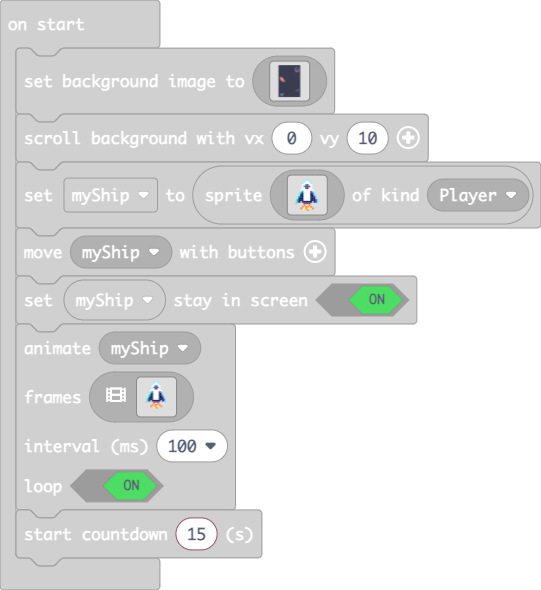 on start
set background image to
scroll background with vx 0 vy 10
set myShip to sprite of kind Player
move myShip with buttons
set myShip stay in screen ON
animate myShip
frames
interval (ms) 100
loop ON
start countdown 15 (s)